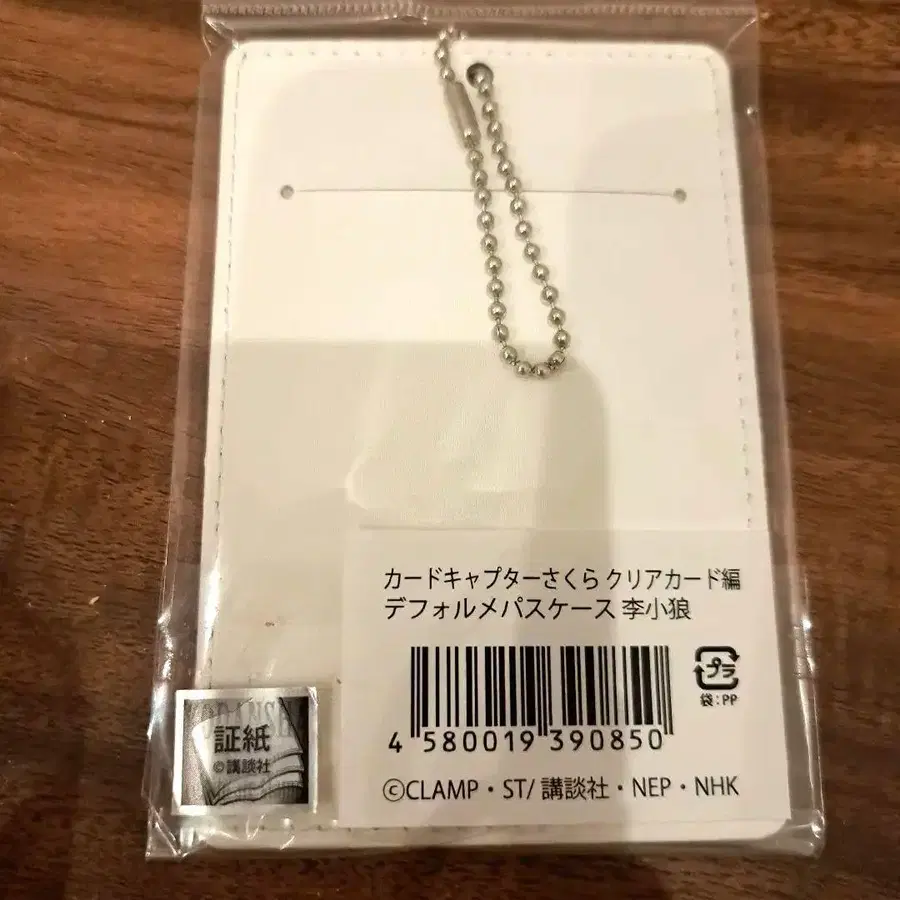 カードキャプターさくら クリアカード編
デフォルメパスケース 李小狼
プラ
袋:PP
4 580019 390850
©CLAMP・ST/講談社・NEP・NHK
証紙
©講談社